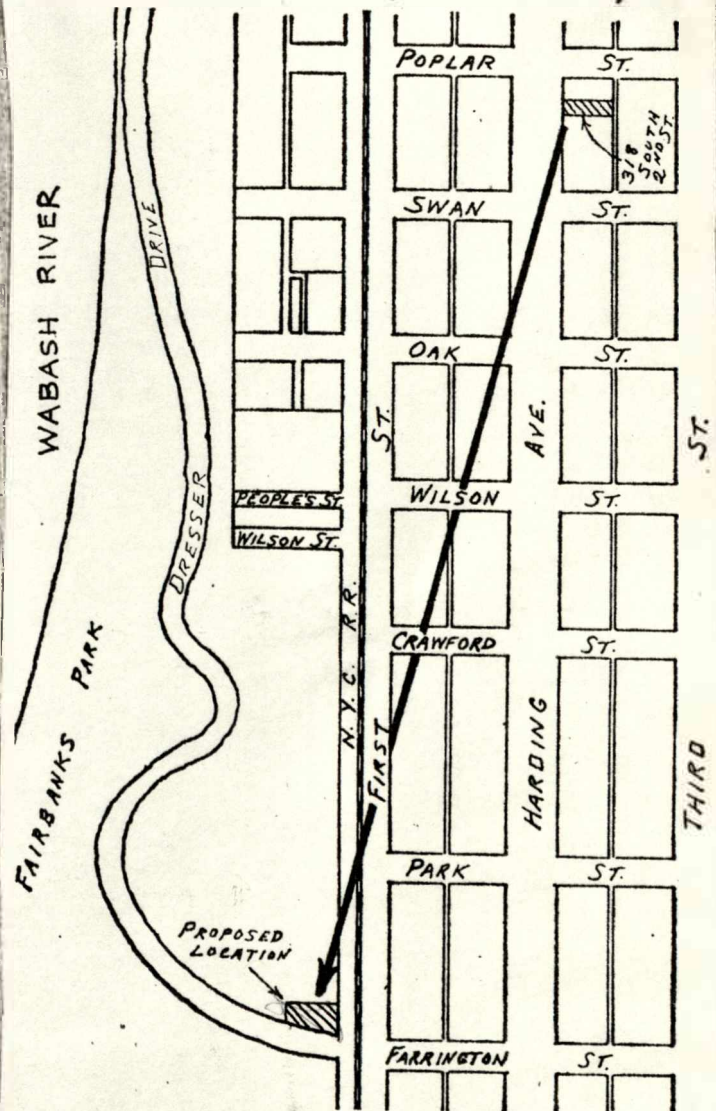 POPLAR ST.
318
SOUTH
2ND ST.
SWAN ST.
WABASH RIVER
DRIVE
OAK ST.
ST.
AVE.
ST.
DRESSER
PEOPLE'S ST.
WILSON ST.
WILSON ST.
N.Y.C. R.R.
CRAWFORD ST.
FAIRBANKS PARK
FIRST
HARDING
THIRD
PARK ST.
PROPOSED
LOCATION
FARRINGTON ST.